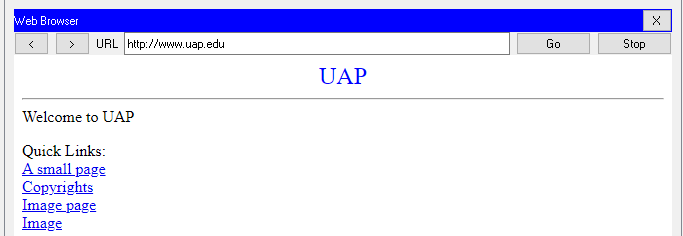 Web Browser X
< > URL http://www.uap.edu Go Stop
UAP
Welcome to UAP
Quick Links:
A small page
Copyrights
Image page
Image